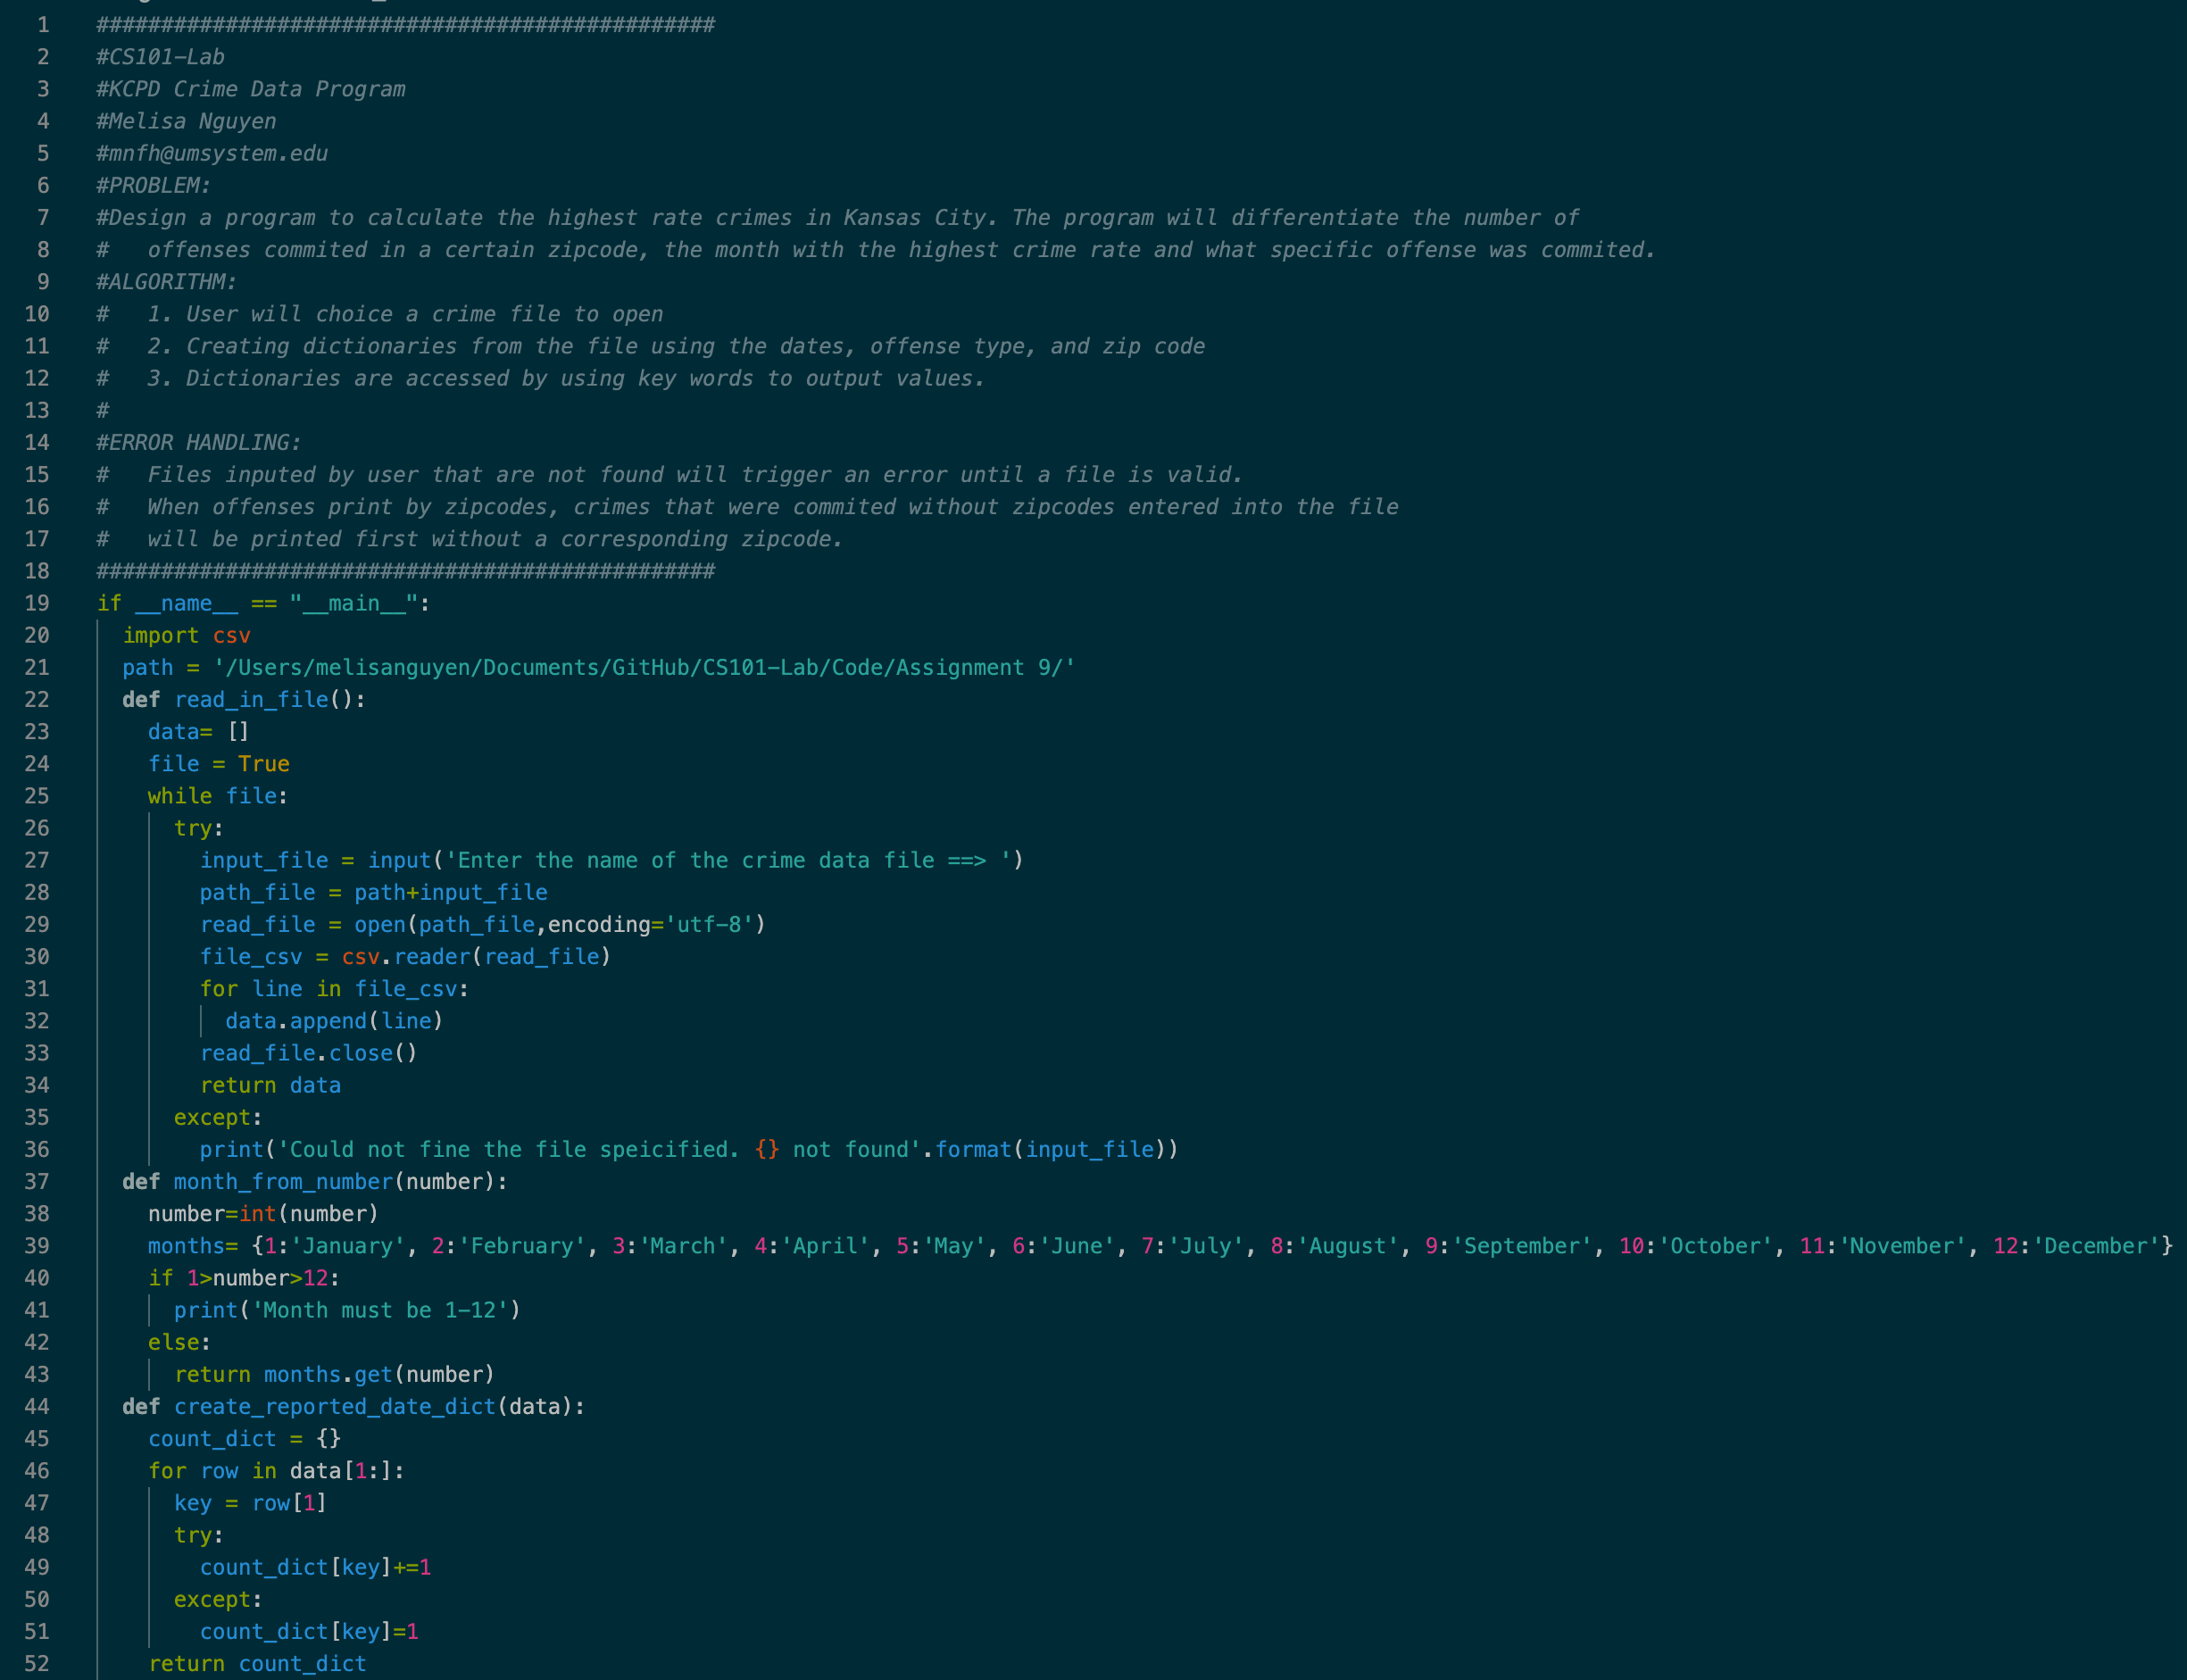 1 ################################################
2 #CS101-Lab
3 #KCPD Crime Data Program
4 #Melisa Nguyen
5 #mnfh@umsystem.edu
6 #PROBLEM:
7 #Design a program to calculate the highest rate crimes in Kansas City. The program will differentiate the number of
8 #   offenses commited in a certain zipcode, the month with the highest crime rate and what specific offense was commited.
9 #ALGORITHM:
10 #   1. User will choice a crime file to open
11 #   2. Creating dictionaries from the file using the dates, offense type, and zip code
12 #   3. Dictionaries are accessed by using key words to output values.
13 #
14 #ERROR HANDLING:
15 #   Files inputed by user that are not found will trigger an error until a file is valid.
16 #   When offenses print by zipcodes, crimes that were commited without zipcodes entered into the file
17 #   will be printed first without a corresponding zipcode.
18 ################################################
19 if __name__ == "__main__":
20   import csv
21   path = '/Users/melisanguyen/Documents/GitHub/CS101-Lab/Code/Assignment 9/'
22   def read_in_file():
23     data= []
24     file = True
25     while file:
26       try:
27         input_file = input('Enter the name of the crime data file ==> ')
28         path_file = path+input_file
29         read_file = open(path_file,encoding='utf-8')
30         file_csv = csv.reader(read_file)
31         for line in file_csv:
32           data.append(line)
33         read_file.close()
34         return data
35       except:
36         print('Could not fine the file speicified. {} not found'.format(input_file))
37   def month_from_number(number):
38     number=int(number)
39     months= {1:'January', 2:'February', 3:'March', 4:'April', 5:'May', 6:'June', 7:'July', 8:'August', 9:'September', 10:'October', 11:'November', 12:'December'}
40     if 1>number>12:
41       print('Month must be 1-12')
42     else:
43       return months.get(number)
44   def create_reported_date_dict(data):
45     count_dict = {}
46     for row in data[1:]:
47       key = row[1]
48       try:
49         count_dict[key]+=1
50       except:
51         count_dict[key]=1
52     return count_dict